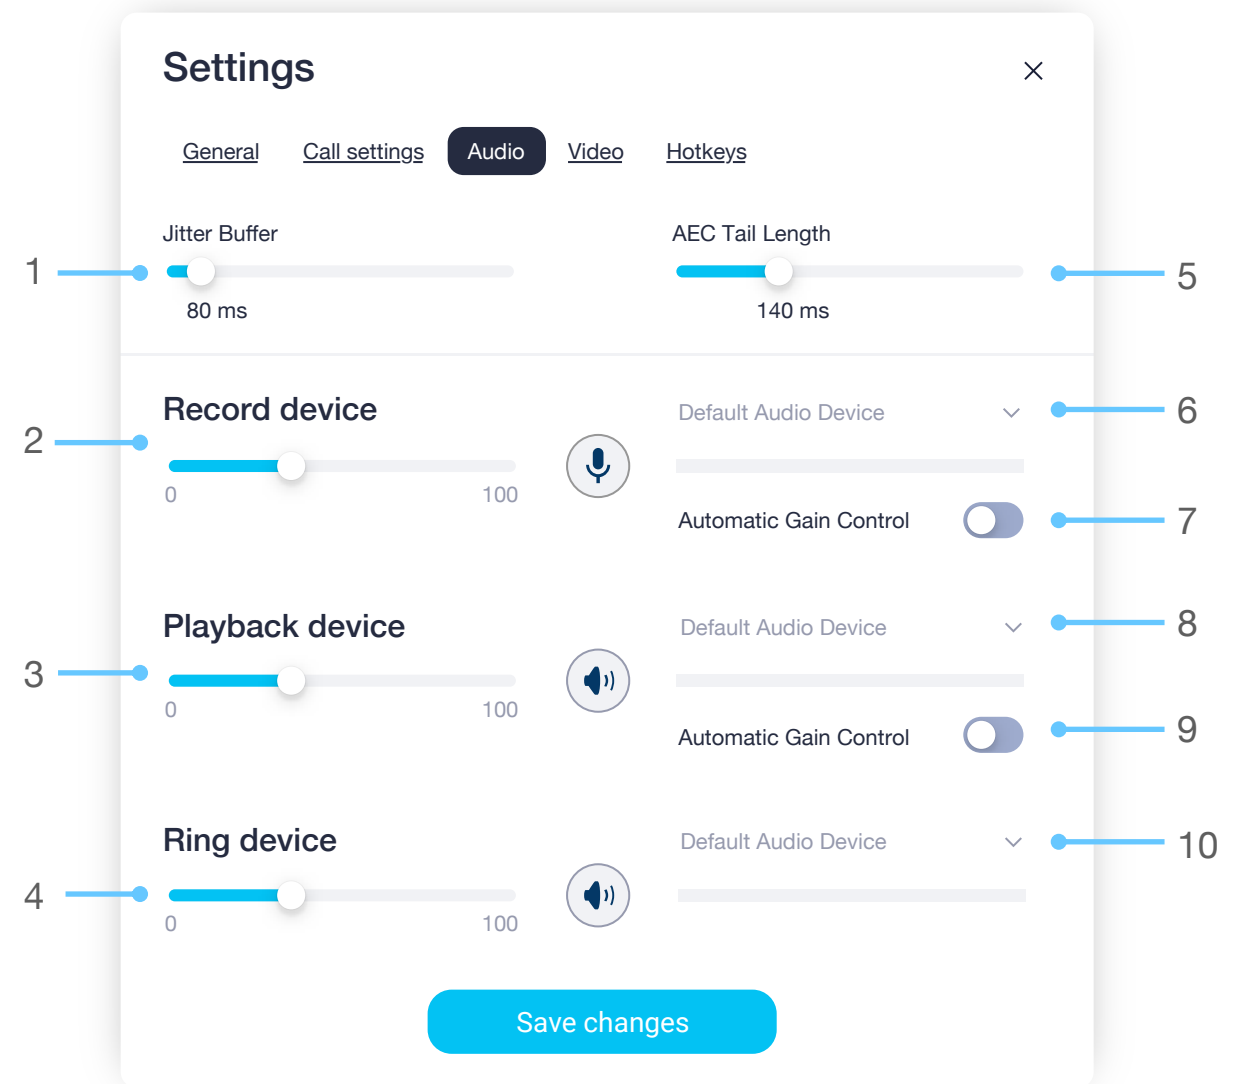 Settings
General Call settings Audio Video Hotkeys
Jitter Buffer AEC Tail Length
1 5
80 ms 140 ms
Record device Default Audio Device 6
2
0 100
Automatic Gain Control 7
Playback device Default Audio Device 8
3
0 100
Automatic Gain Control 9
Ring device Default Audio Device 10
4
0 100
Save changes